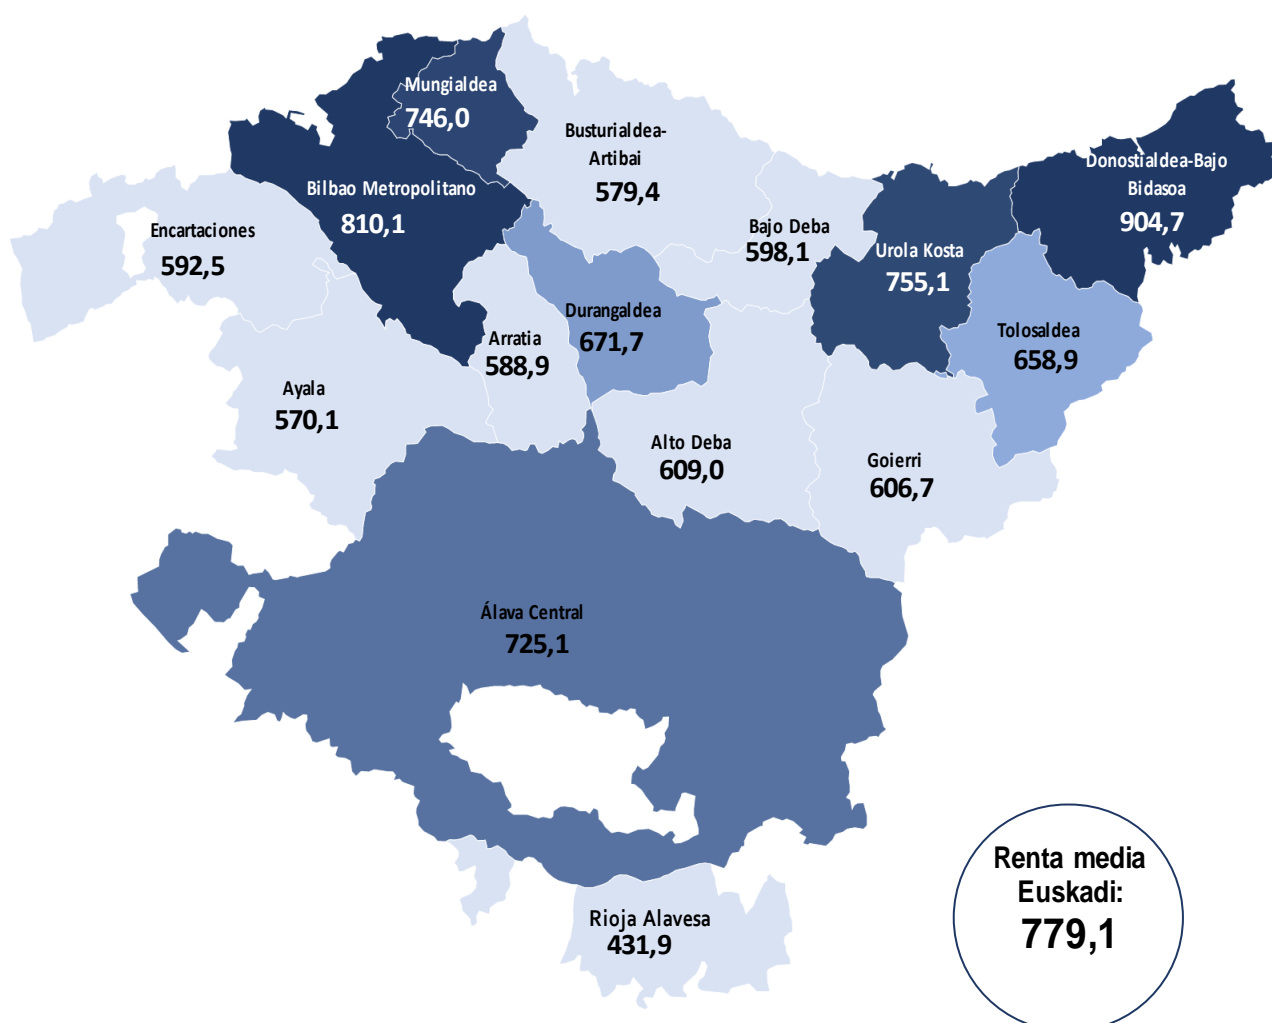 Mungialdea
746,0
Busturialdea-
Artibai
579,4
Donostialdea-Bajo
Bidasoa
904,7
Bilbao Metropolitano
810,1
Encartaciones
592,5
Bajo Deba
598,1
Urola Kosta
755,1
Durangaldea
671,7
Arratia
588,9
Tolosaldea
658,9
Ayala
570,1
Alto Deba
609,0
Goierri
606,7
Álava Central
725,1
Rioja Alavesa
431,9
Renta media
Euskadi:
779,1